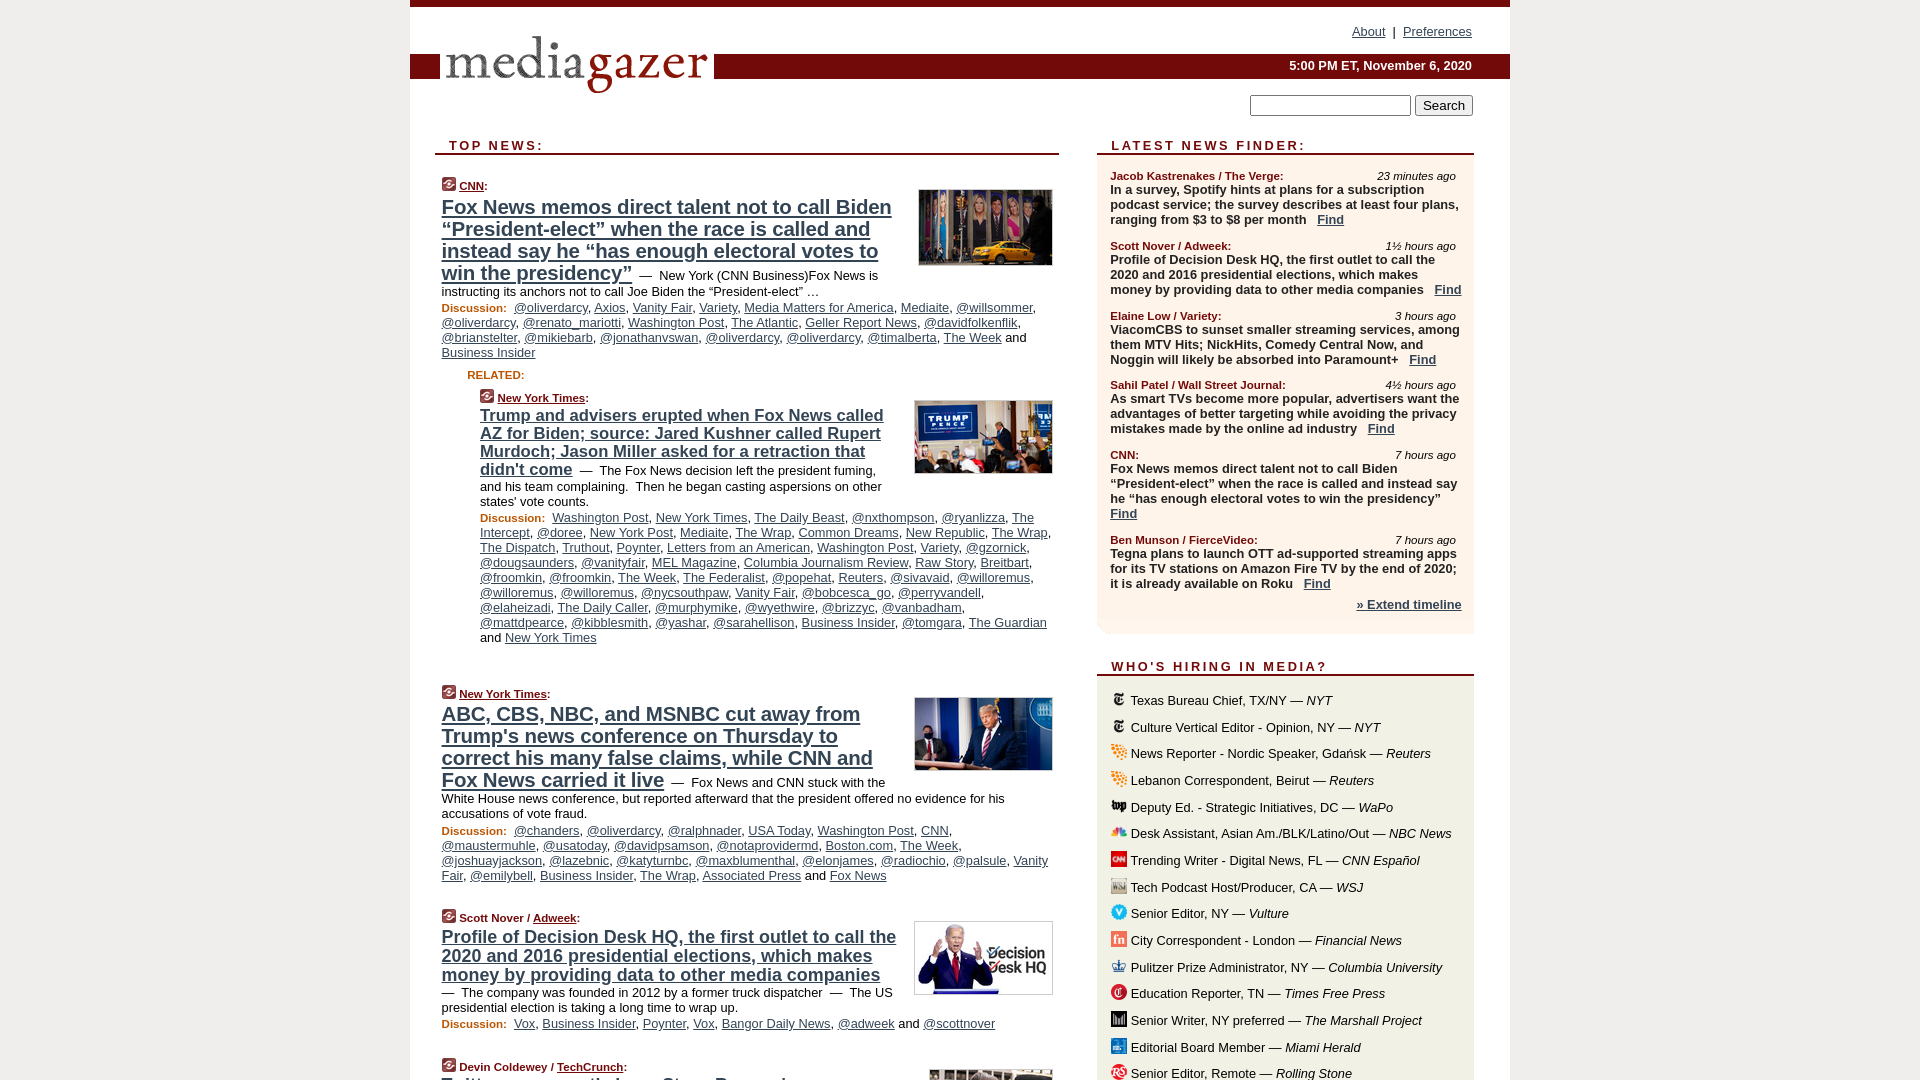 About | Preferences
mediagazer
5:00 PM ET, November 6, 2020
Search
TOP NEWS:
CNN:
Fox News memos direct talent not to call Biden
“President-elect” when the race is called and
instead say he “has enough electoral votes to
win the presidency” — New York (CNN Business)Fox News is
instructing its anchors not to call Joe Biden the “President-elect” …
Discussion: @oliverdarcy, Axios, Vanity Fair, Variety, Media Matters for America, Mediaite, @willsommer,
@oliverdarcy, @renato_mariotti, Washington Post, The Atlantic, Geller Report News, @davidfolkenflik,
@brianstelter, @mikiebarb, @jonathanvswan, @oliverdarcy, @oliverdarcy, @timalberta, The Week and
Business Insider
RELATED:
New York Times:
Trump and advisers erupted when Fox News called
AZ for Biden; source: Jared Kushner called Rupert
Murdoch; Jason Miller asked for a retraction that
didn't come — The Fox News decision left the president fuming,
and his team complaining. Then he began casting aspersions on other
states' vote counts.
TRUMP
PENCE
Discussion: Washington Post, New York Times, The Daily Beast, @nxthompson, @ryanlizza, The
Intercept, @doree, New York Post, Mediaite, The Wrap, Common Dreams, New Republic, The Wrap,
The Dispatch, Truthout, Poynter, Letters from an American, Washington Post, Variety, @gzornick,
@dougsaunders, @vanityfair, MEL Magazine, Columbia Journalism Review, Raw Story, Breitbart,
@froomkin, @froomkin, The Week, The Federalist, @popehat, Reuters, @sivavaid, @willoremus,
@willoremus, @willoremus, @nycsouthpaw, Vanity Fair, @bobcesca_go, @perryvandell,
@elaheizadi, The Daily Caller, @murphymike, @wyethwire, @brizzyc, @vanbadham,
@mattdpearce, @kibblesmith, @yashar, @sarahellison, Business Insider, @tomgara, The Guardian
and New York Times
New York Times:
ABC, CBS, NBC, and MSNBC cut away from
Trump's news conference on Thursday to
correct his many false claims, while CNN and
Fox News carried it live — Fox News and CNN stuck with the
White House news conference, but reported afterward that the president offered no evidence for his
accusations of vote fraud.
Discussion: @chanders, @oliverdarcy, @ralphnader, USA Today, Washington Post, CNN,
@maustermuhle, @usatoday, @davidpsamson, @notaprovidermd, Boston.com, The Week,
@joshuayjackson, @lazebnic, @katyturnbc, @maxblumenthal, @elonjames, @radiochio, @palsule, Vanity
Fair, @emilybell, Business Insider, The Wrap, Associated Press and Fox News
Scott Nover / Adweek:
Profile of Decision Desk HQ, the first outlet to call the
2020 and 2016 presidential elections, which makes
money by providing data to other media companies
— The company was founded in 2012 by a former truck dispatcher — The US
presidential election is taking a long time to wrap up.
Decision
Desk HQ
Discussion: Vox, Business Insider, Poynter, Vox, Bangor Daily News, @adweek and @scottnover
Devin Coldewey / TechCrunch:
LATEST NEWS FINDER:
Jacob Kastrenakes / The Verge: 23 minutes ago
In a survey, Spotify hints at plans for a subscription
podcast service; the survey describes at least four plans,
ranging from $3 to $8 per month Find
Scott Nover / Adweek: 1½ hours ago
Profile of Decision Desk HQ, the first outlet to call the
2020 and 2016 presidential elections, which makes
money by providing data to other media companies Find
Elaine Low / Variety: 3 hours ago
ViacomCBS to sunset smaller streaming services, among
them MTV Hits; NickHits, Comedy Central Now, and
Noggin will likely be absorbed into Paramount+ Find
Sahil Patel / Wall Street Journal: 4½ hours ago
As smart TVs become more popular, advertisers want the
advantages of better targeting while avoiding the privacy
mistakes made by the online ad industry Find
CNN: 7 hours ago
Fox News memos direct talent not to call Biden
“President-elect” when the race is called and instead say
he “has enough electoral votes to win the presidency”
Find
Ben Munson / FierceVideo: 7 hours ago
Tegna plans to launch OTT ad-supported streaming apps
for its TV stations on Amazon Fire TV by the end of 2020;
it is already available on Roku Find
» Extend timeline
WHO'S HIRING IN MEDIA?
Texas Bureau Chief, TX/NY — NYT
Culture Vertical Editor - Opinion, NY — NYT
News Reporter - Nordic Speaker, Gdańsk — Reuters
Lebanon Correspondent, Beirut — Reuters
Deputy Ed. - Strategic Initiatives, DC — WaPo
Desk Assistant, Asian Am./BLK/Latino/Out — NBC News
Trending Writer - Digital News, FL — CNN Español
Tech Podcast Host/Producer, CA — WSJ
Senior Editor, NY — Vulture
City Correspondent - London — Financial News
Pulitzer Prize Administrator, NY — Columbia University
Education Reporter, TN — Times Free Press
Senior Writer, NY preferred — The Marshall Project
Editorial Board Member — Miami Herald
Senior Editor, Remote — Rolling Stone